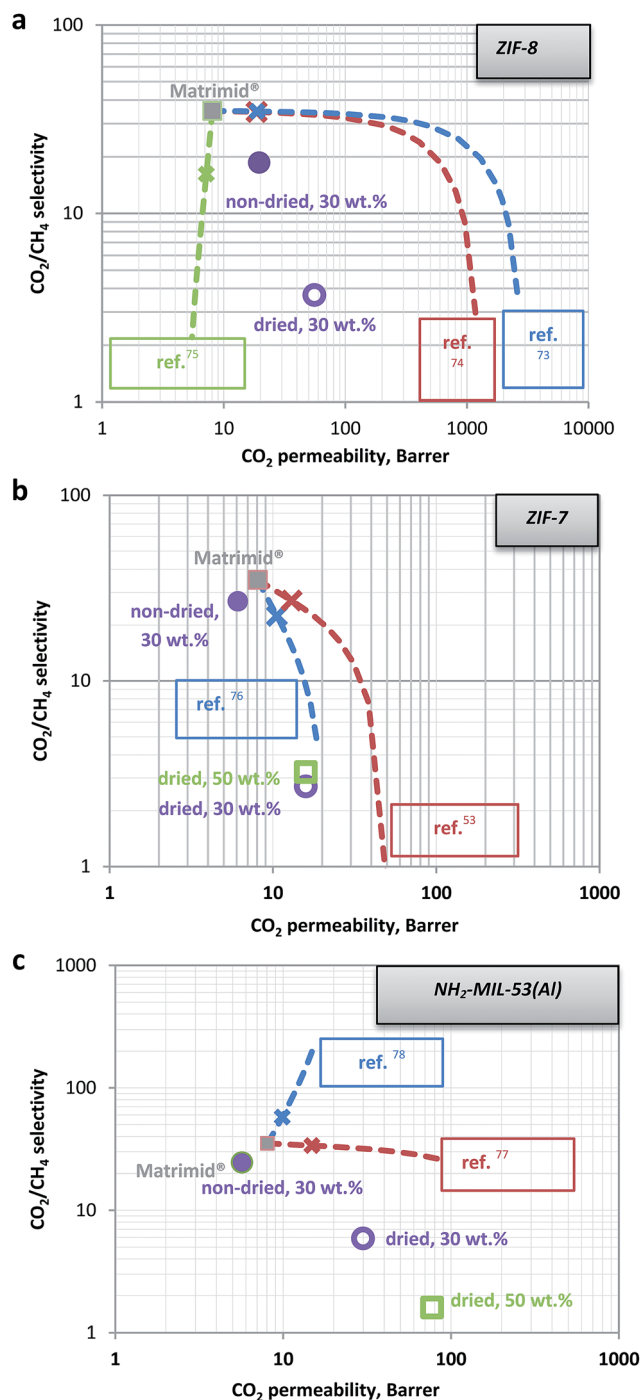 a
100
ZIF-8
Matrimid®
non-dried, 30 wt.%
10
CO₂/CH₄ selectivity
dried, 30 wt.%
ref.⁷⁵
ref.
74
ref.
73
1
1 10 100 1000 10000
CO₂ permeability, Barrer
b
100
ZIF-7
Matrimid®
non-dried,
30 wt.%
ref. ⁷⁶
10
CO₂/CH₄ selectivity
dried, 50 wt.%
dried, 30 wt.%
ref.⁵³
1
1 10 100 1000
CO₂ permeability, Barrer
c
1000
NH₂-MIL-53(Al)
ref. ⁷⁸
100
CO₂/CH₄ selectivity
ref. ⁷⁷
Matrimid®
non-dried, 30 wt.%
10
dried, 30 wt.%
dried, 50 wt.%
1
1 10 100 1000
CO₂ permeability, Barrer